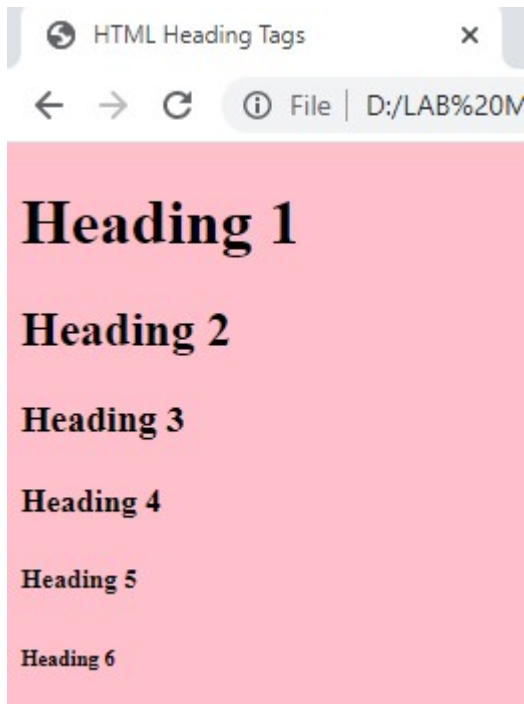 HTML Heading Tags
File | D:/LAB%20M
Heading 1
Heading 2
Heading 3
Heading 4
Heading 5
Heading 6